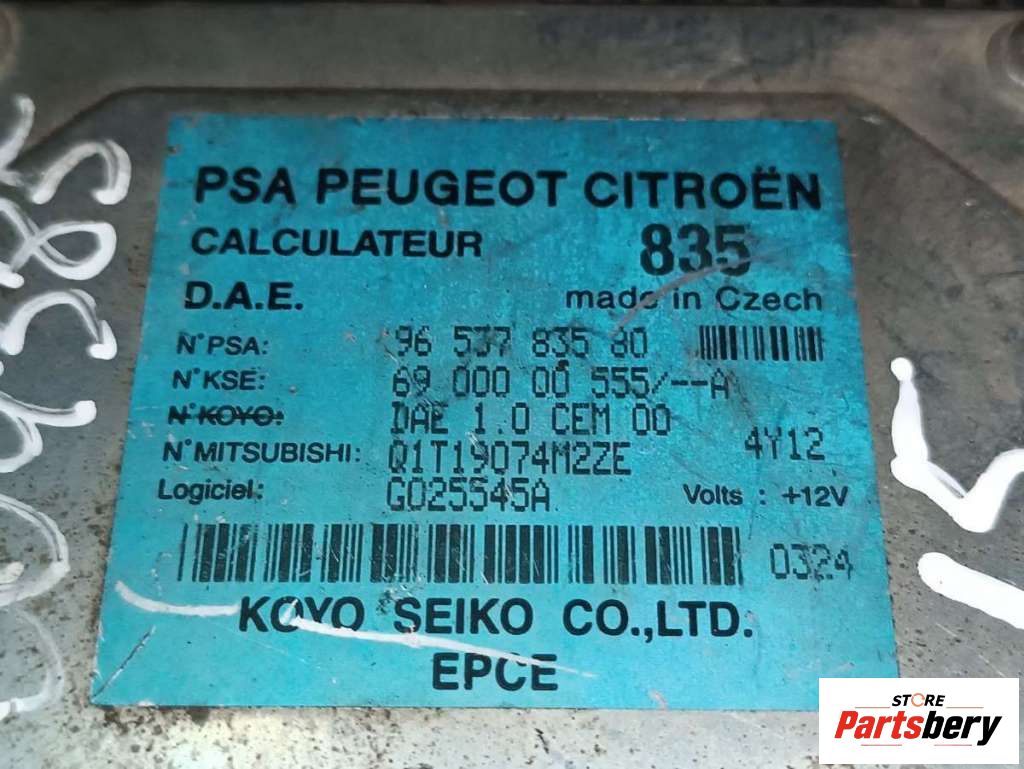 PSA PEUGEOT CITROËN
CALCULATEUR 835
D.A.E. made in Czech
N°PSA: 96 537 835 80
N°KSE: 69 000 00 555/--A
N°KOYO: DAE 1.0 CEM 00
N°MITSUBISHI: Q1T19074M2ZE 4Y12
Logiciel: G025545A Volts : +12V
0324
KOYO SEIKO CO.,LTD.
EPCE
STORE
Partsbery